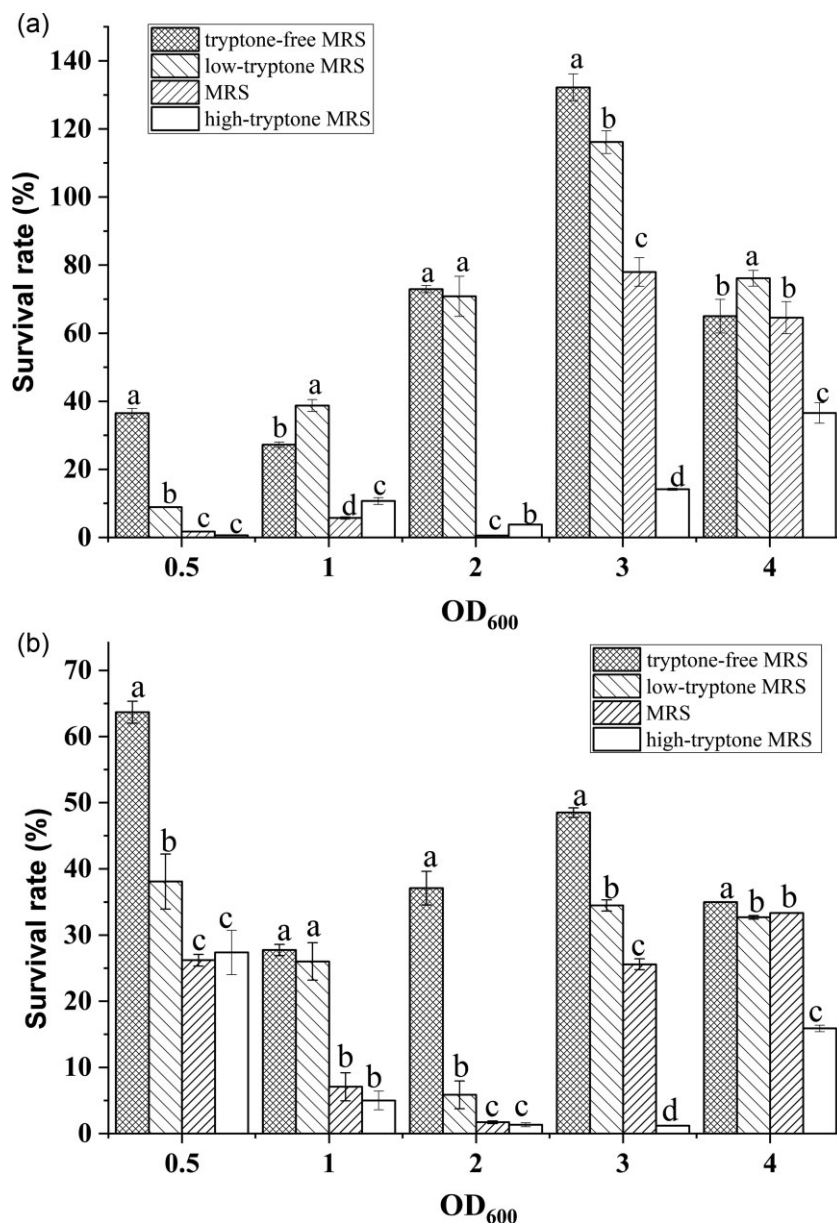 (a)
tryptone-free MRS
low-tryptone MRS
MRS
high-tryptone MRS
Survival rate (%)
140
120
100
80
60
40
20
0
a
b
c
c
b
a
d
c
a
a
c
b
a
b
c
d
b
a
b
c
0.5 1 2 3 4
OD₆₀₀
(b)
tryptone-free MRS
low-tryptone MRS
MRS
high-tryptone MRS
Survival rate (%)
70
60
50
40
30
20
10
0
a
b
c
c
a
a
b
b
a
b
c
c
a
b
c
d
a
b
b
c
0.5 1 2 3 4
OD₆₀₀